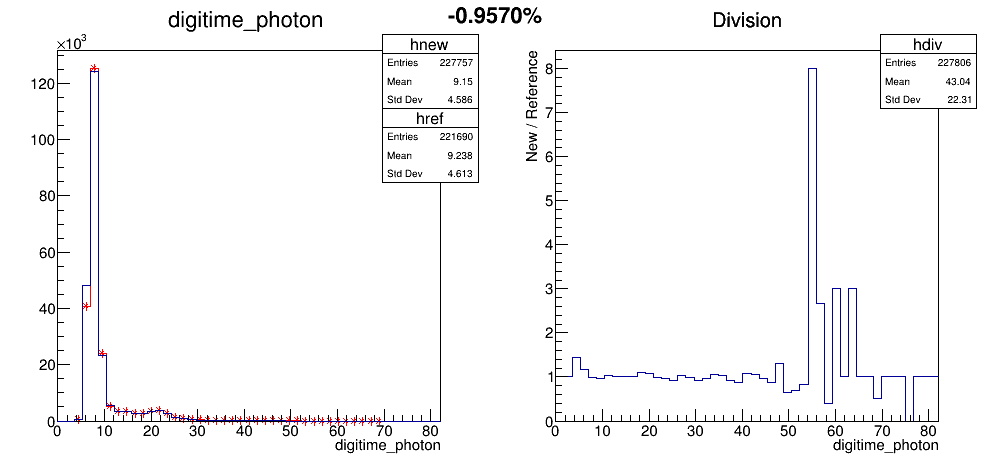 digitime_photon
-0.9570%
Division
×10³
hnew
Entries 227757
Mean 9.15
Std Dev 4.586
href
Entries 221690
Mean 9.238
Std Dev 4.613
120
100
80
60
40
20
0
0 10 20 30 40 50 60 70 80
digitime_photon
hdiv
Entries 227806
Mean 43.04
Std Dev 22.31
New / Reference
8
7
6
5
4
3
2
1
0
0 10 20 30 40 50 60 70 80
digitime_photon